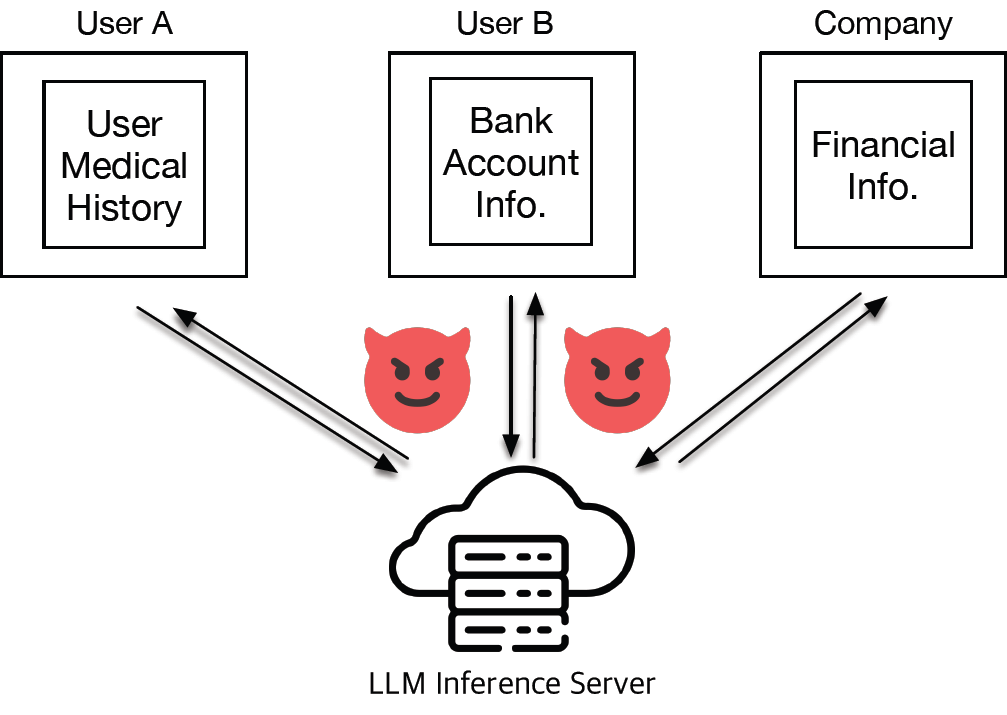 User A
User B
Company
User
Medical
History
Bank
Account
Info.
Financial
Info.
LLM Inference Server